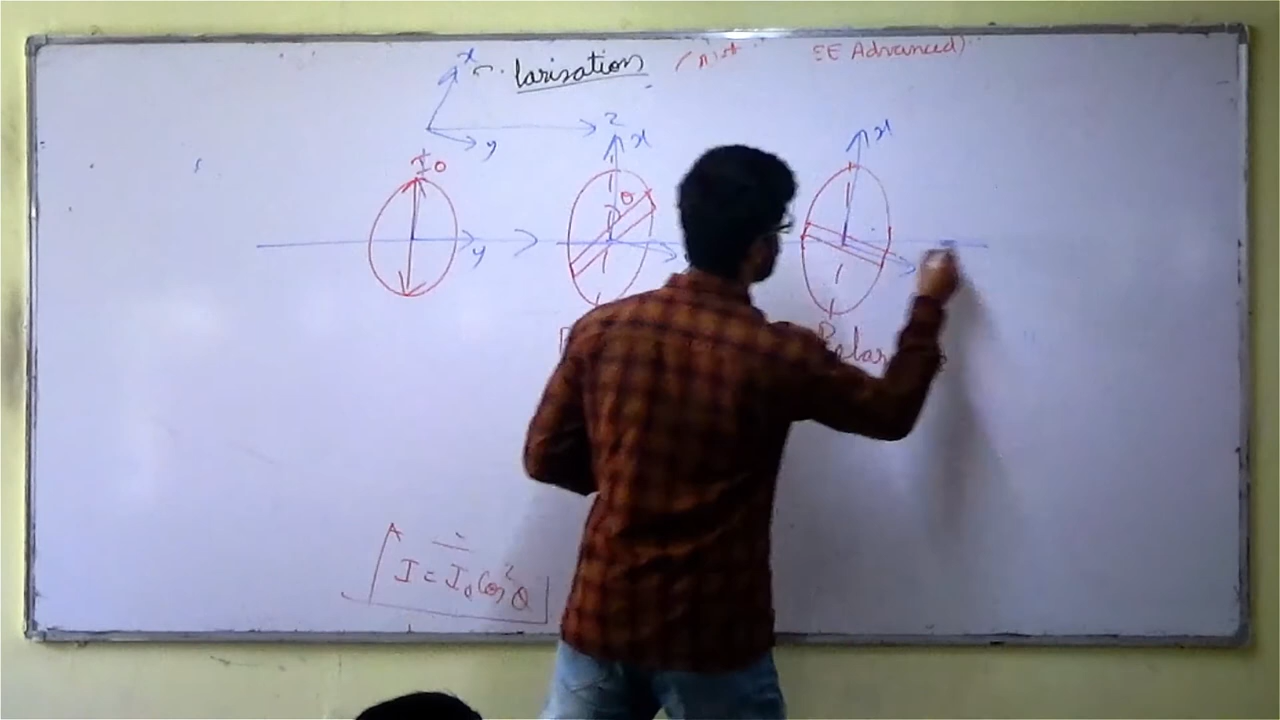 larisation
EE Advanced)
x
z
y
I0
x
x
θ
y
I = I0 Cos²θ